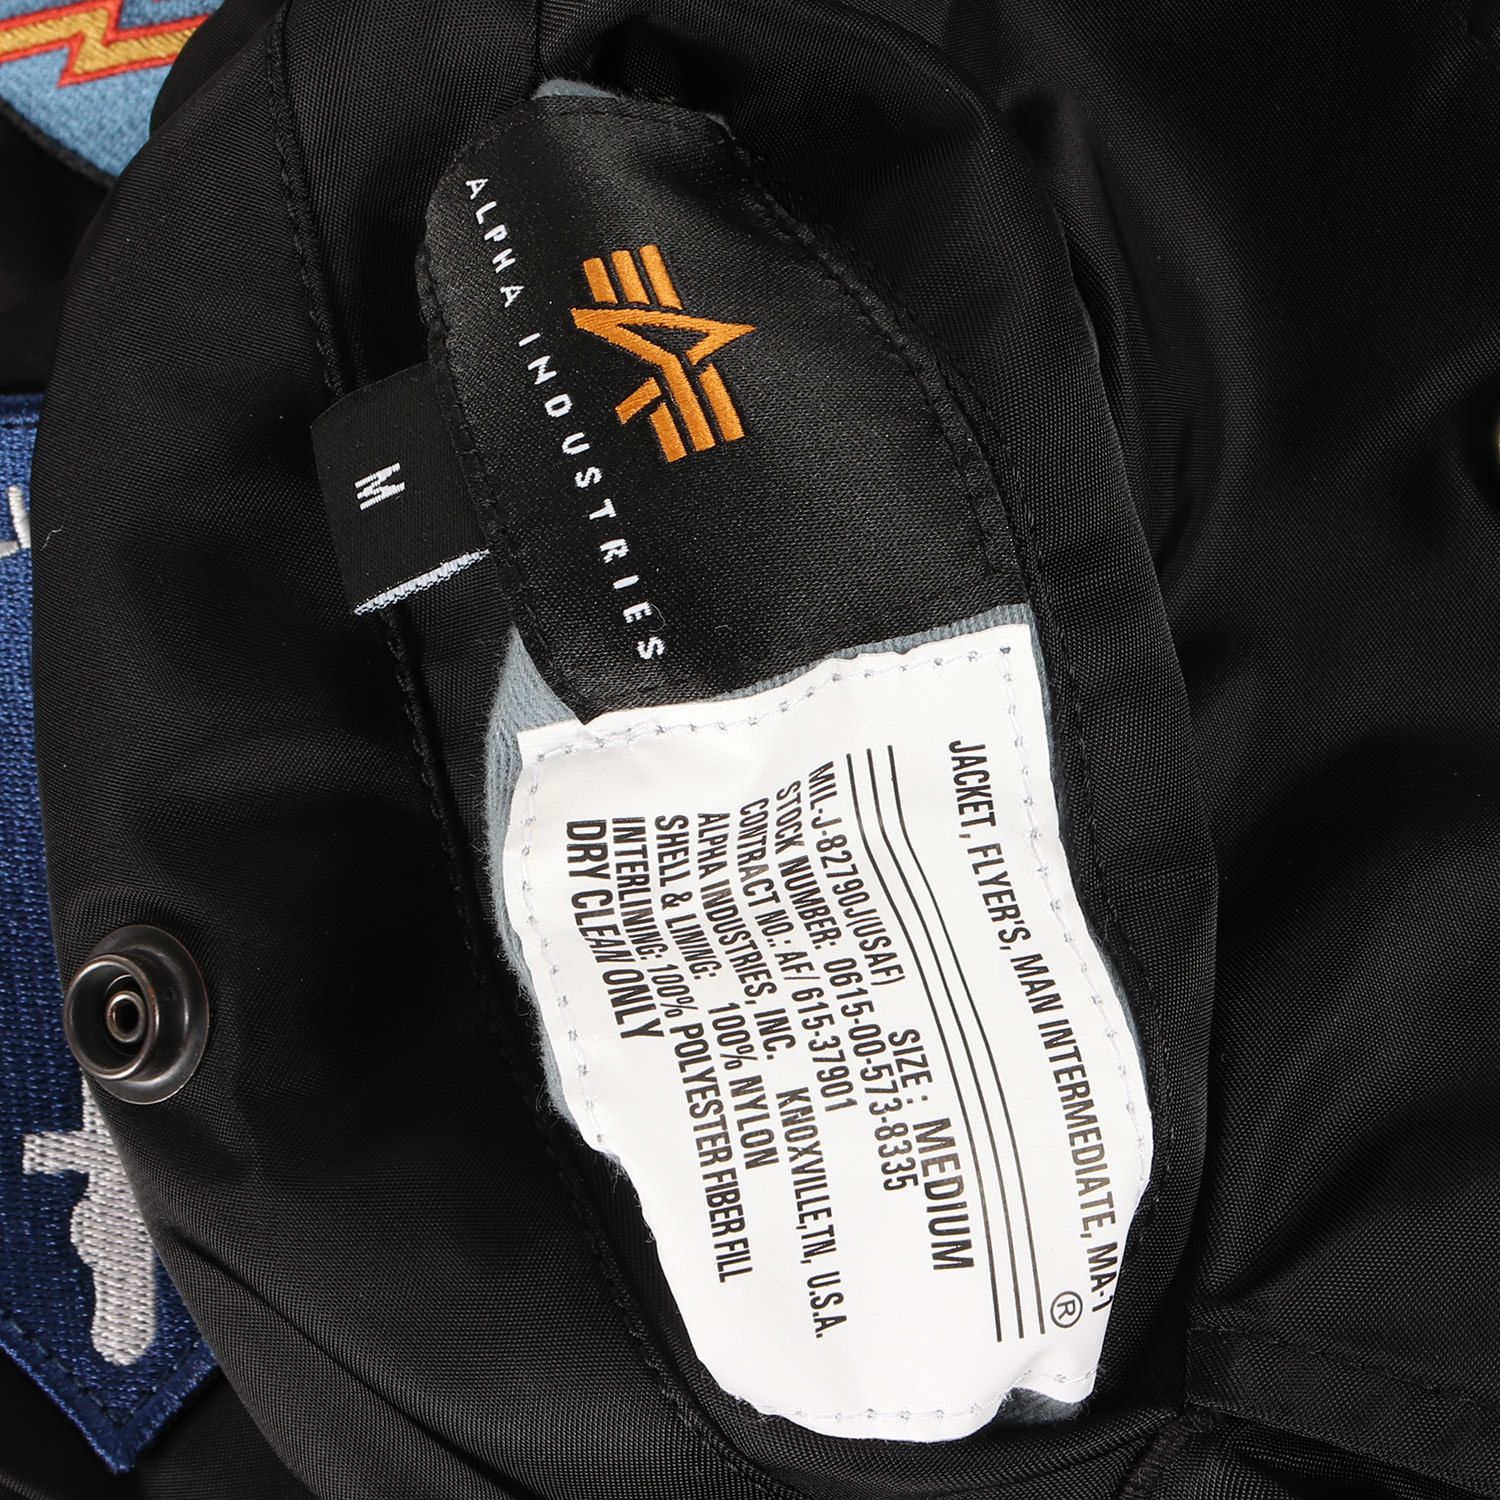 ALPHA INDUSTRIES
M
JACKET, FLYER'S, MAN INTERMEDIATE, MA-1
®
MIL-J-82790J(USAF) SIZE : MEDIUM
STOCK NUMBER: 0615-00-573-8335
CONTRACT NO.: AF/ 615-37901
ALPHA INDUSTRIES, INC. KNOXVILLE,TN, U.S.A.
SHELL & LINING: 100% NYLON
INTERLINING: 100% POLYESTER FIBER FILL
DRY CLEAN ONLY